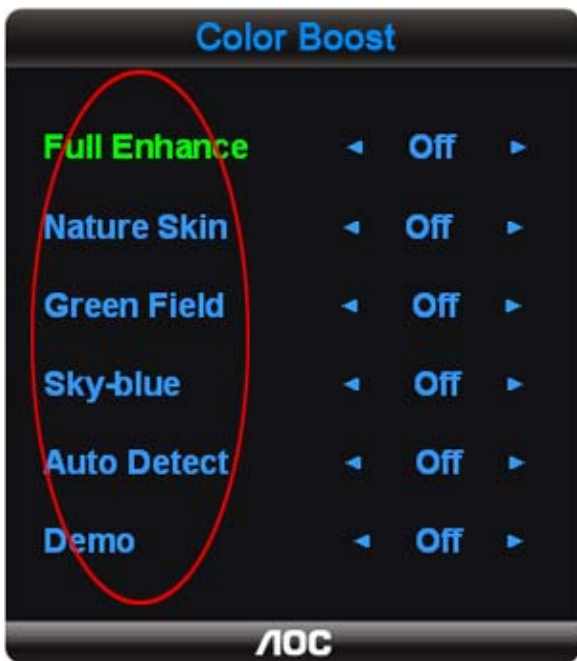 Color Boost
Full Enhance ◄ Off ►
Nature Skin ◄ Off ►
Green Field ◄ Off ►
Sky-blue ◄ Off ►
Auto Detect ◄ Off ►
Demo ◄ Off ►
AOC